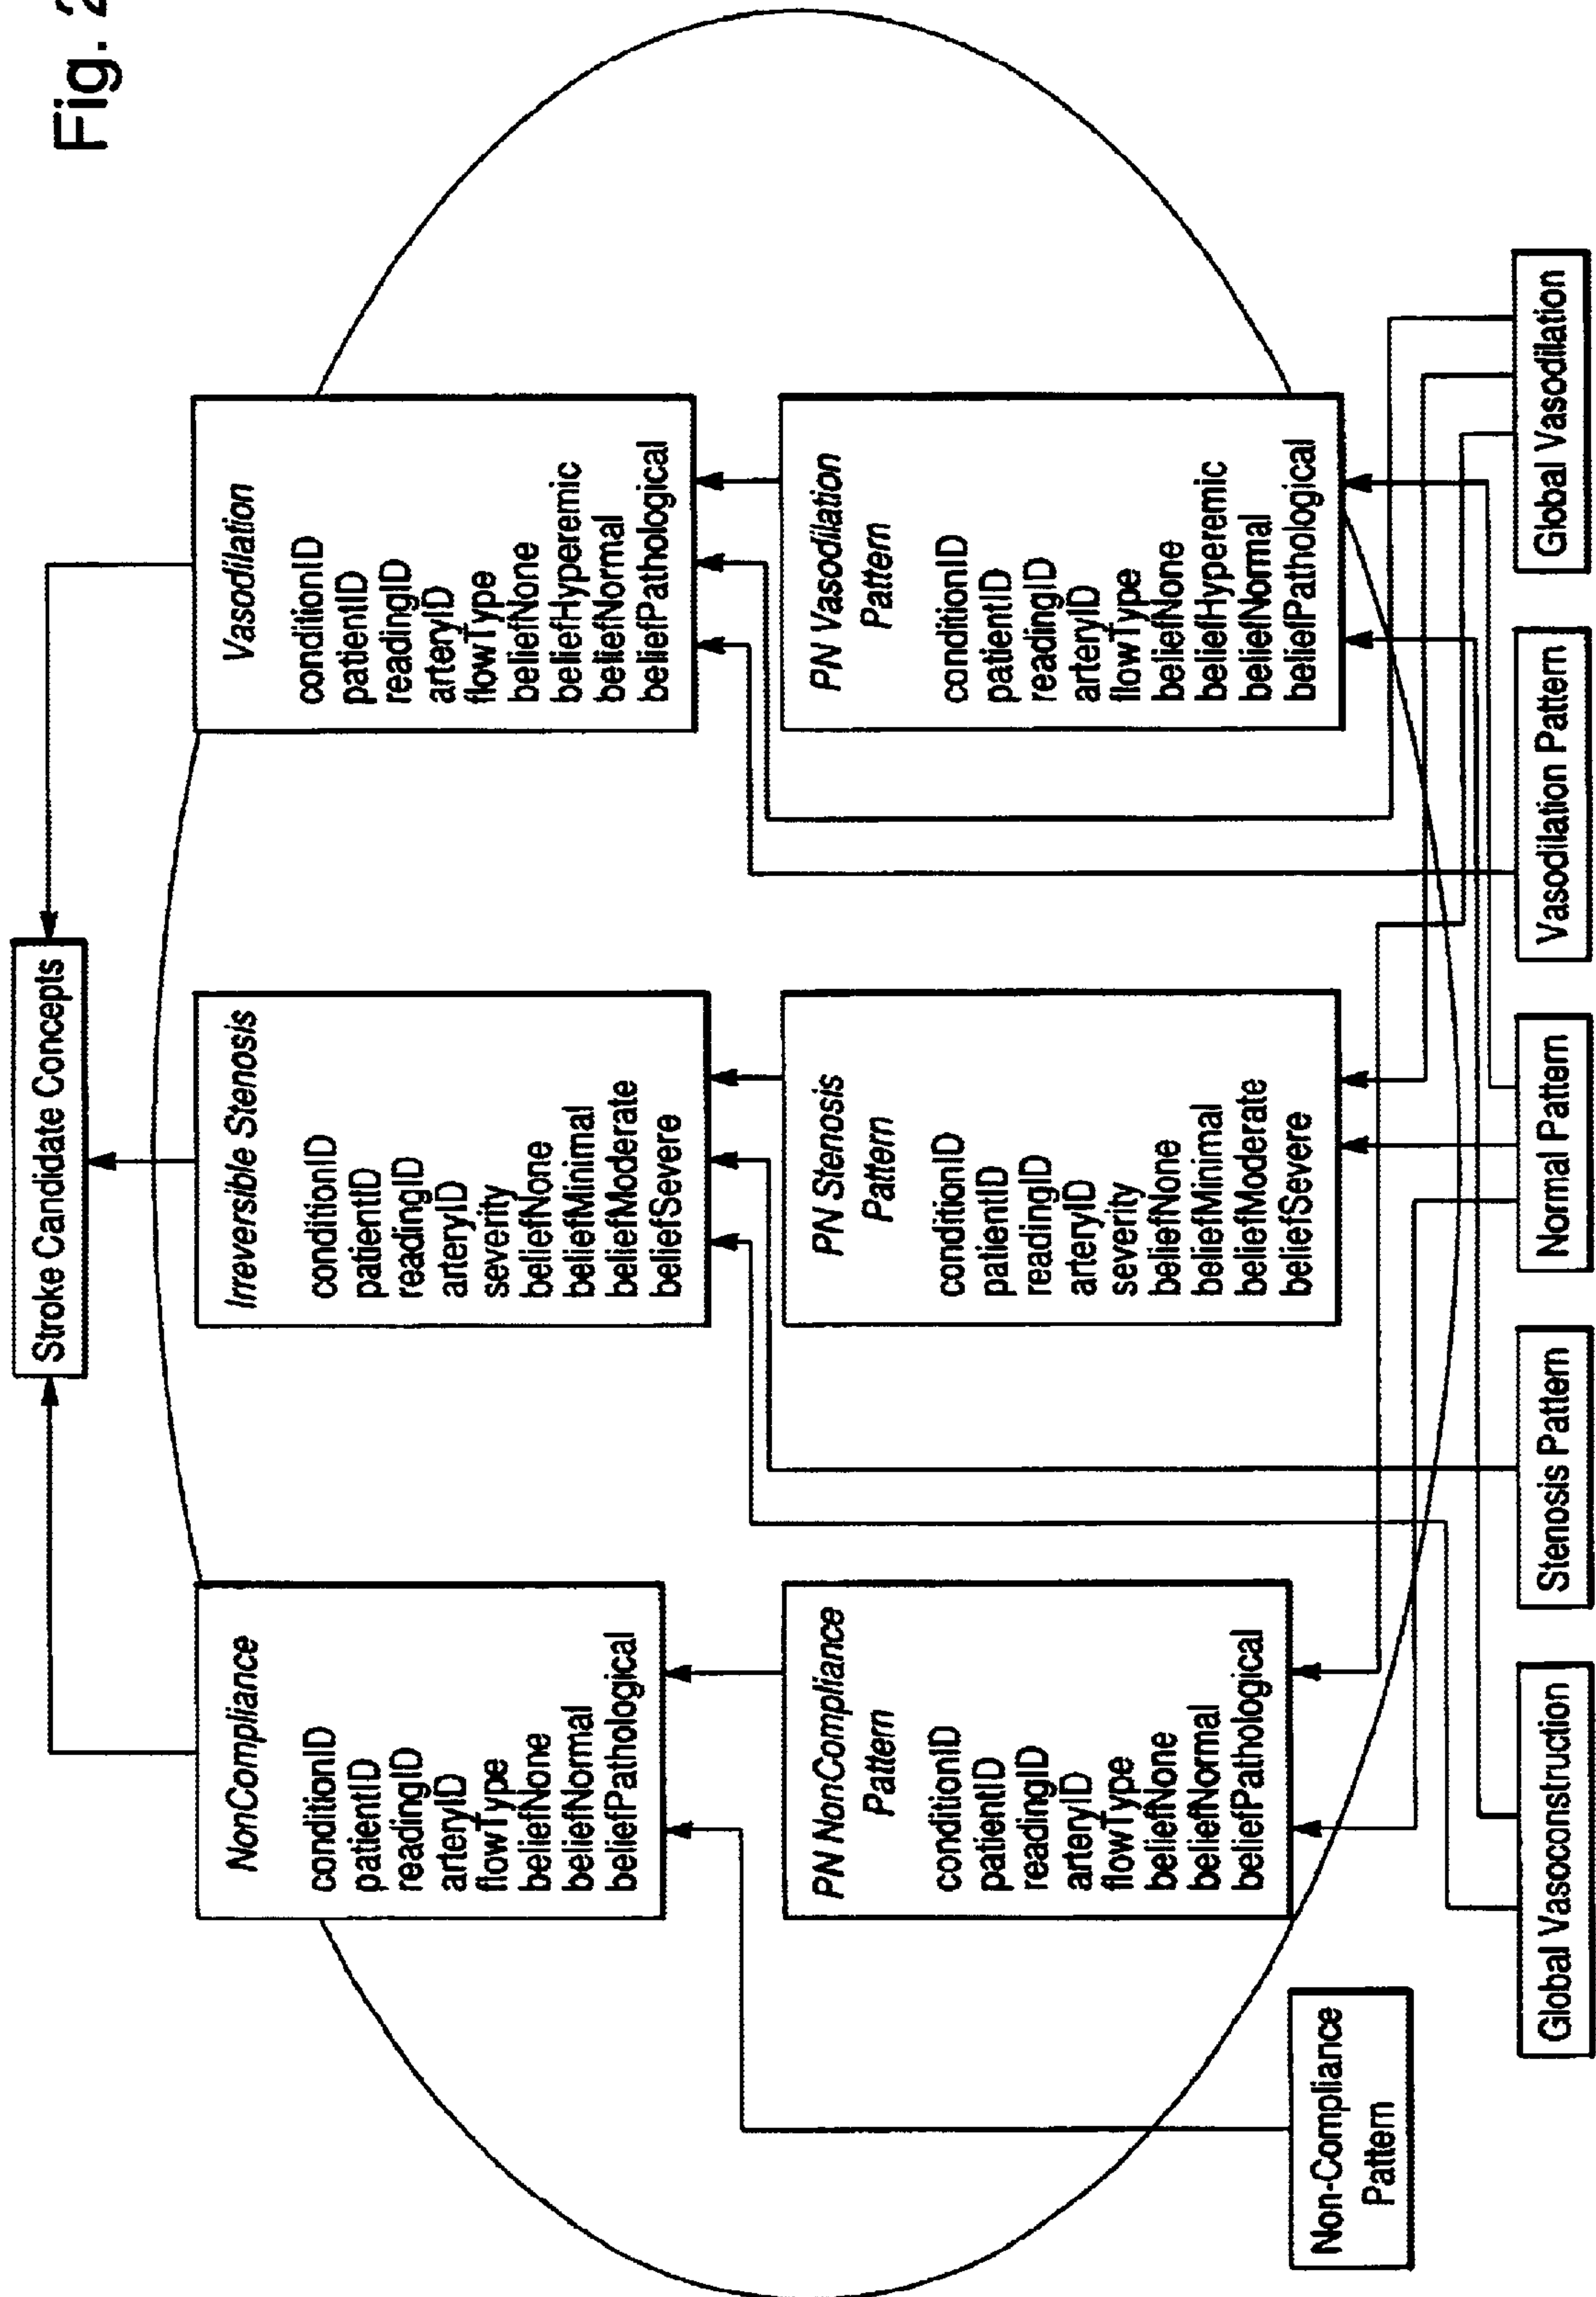 Fig. 2
Stroke Candidate Concepts
NonCompliance
conditionID
patientID
readingID
arteryID
flowType
beliefNone
beliefNormal
beliefPathological
Irreversible Stenosis
conditionID
patientID
readingID
arteryID
severity
beliefNone
beliefMinimal
beliefModerate
beliefSevere
Vasodilation
conditionID
patientID
readingID
arteryID
flowType
beliefNone
beliefHyperemic
beliefNormal
beliefPathological
PN NonCompliance
Pattern
conditionID
patientID
readingID
arteryID
flowType
beliefNone
beliefNormal
beliefPathological
PN Stenosis
Pattern
conditionID
patientID
readingID
arteryID
severity
beliefNone
beliefMinimal
beliefModerate
beliefSevere
PN Vasodilation
Pattern
conditionID
patientID
readingID
arteryID
flowType
beliefNone
beliefHyperemic
beliefNormal
beliefPathological
Non-Compliance
Pattern
Global Vasoconstruction
Stenosis Pattern
Normal Pattern
Vasodilation Pattern
Global Vasodilation